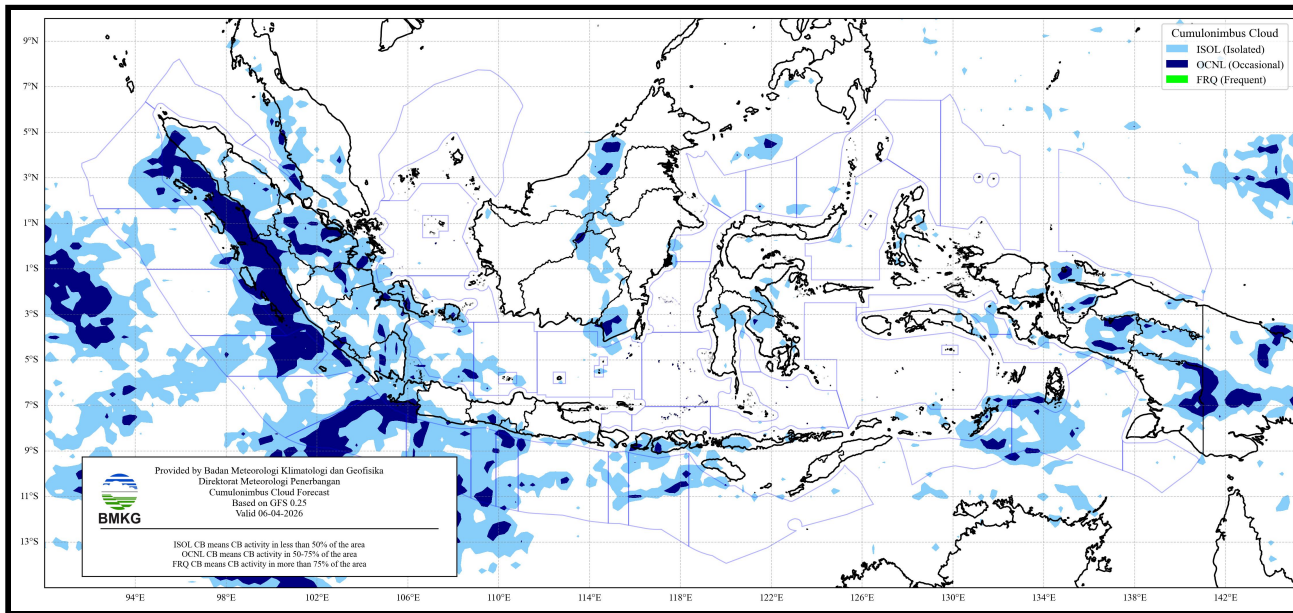 Cumulonimbus Cloud
ISOL (Isolated)
OCNL (Occasional)
FRQ (Frequent)
9°N
7°N
5°N
3°N
1°N
1°S
3°S
5°S
7°S
9°S
11°S
13°S
Provided by Badan Meteorologi Klimatologi dan Geofisika
Direktorat Meteorologi Penerbangan
Cumulonimbus Cloud Forecast
Based on GFS 0.25
Valid 06-04-2026
BMKG
ISOL CB means CB activity in less than 50% of the area
OCNL CB means CB activity in 50-75% of the area
FRQ CB means CB activity in more than 75% of the area
94°E 98°E 102°E 106°E 110°E 114°E 118°E 122°E 126°E 130°E 134°E 138°E 142°E